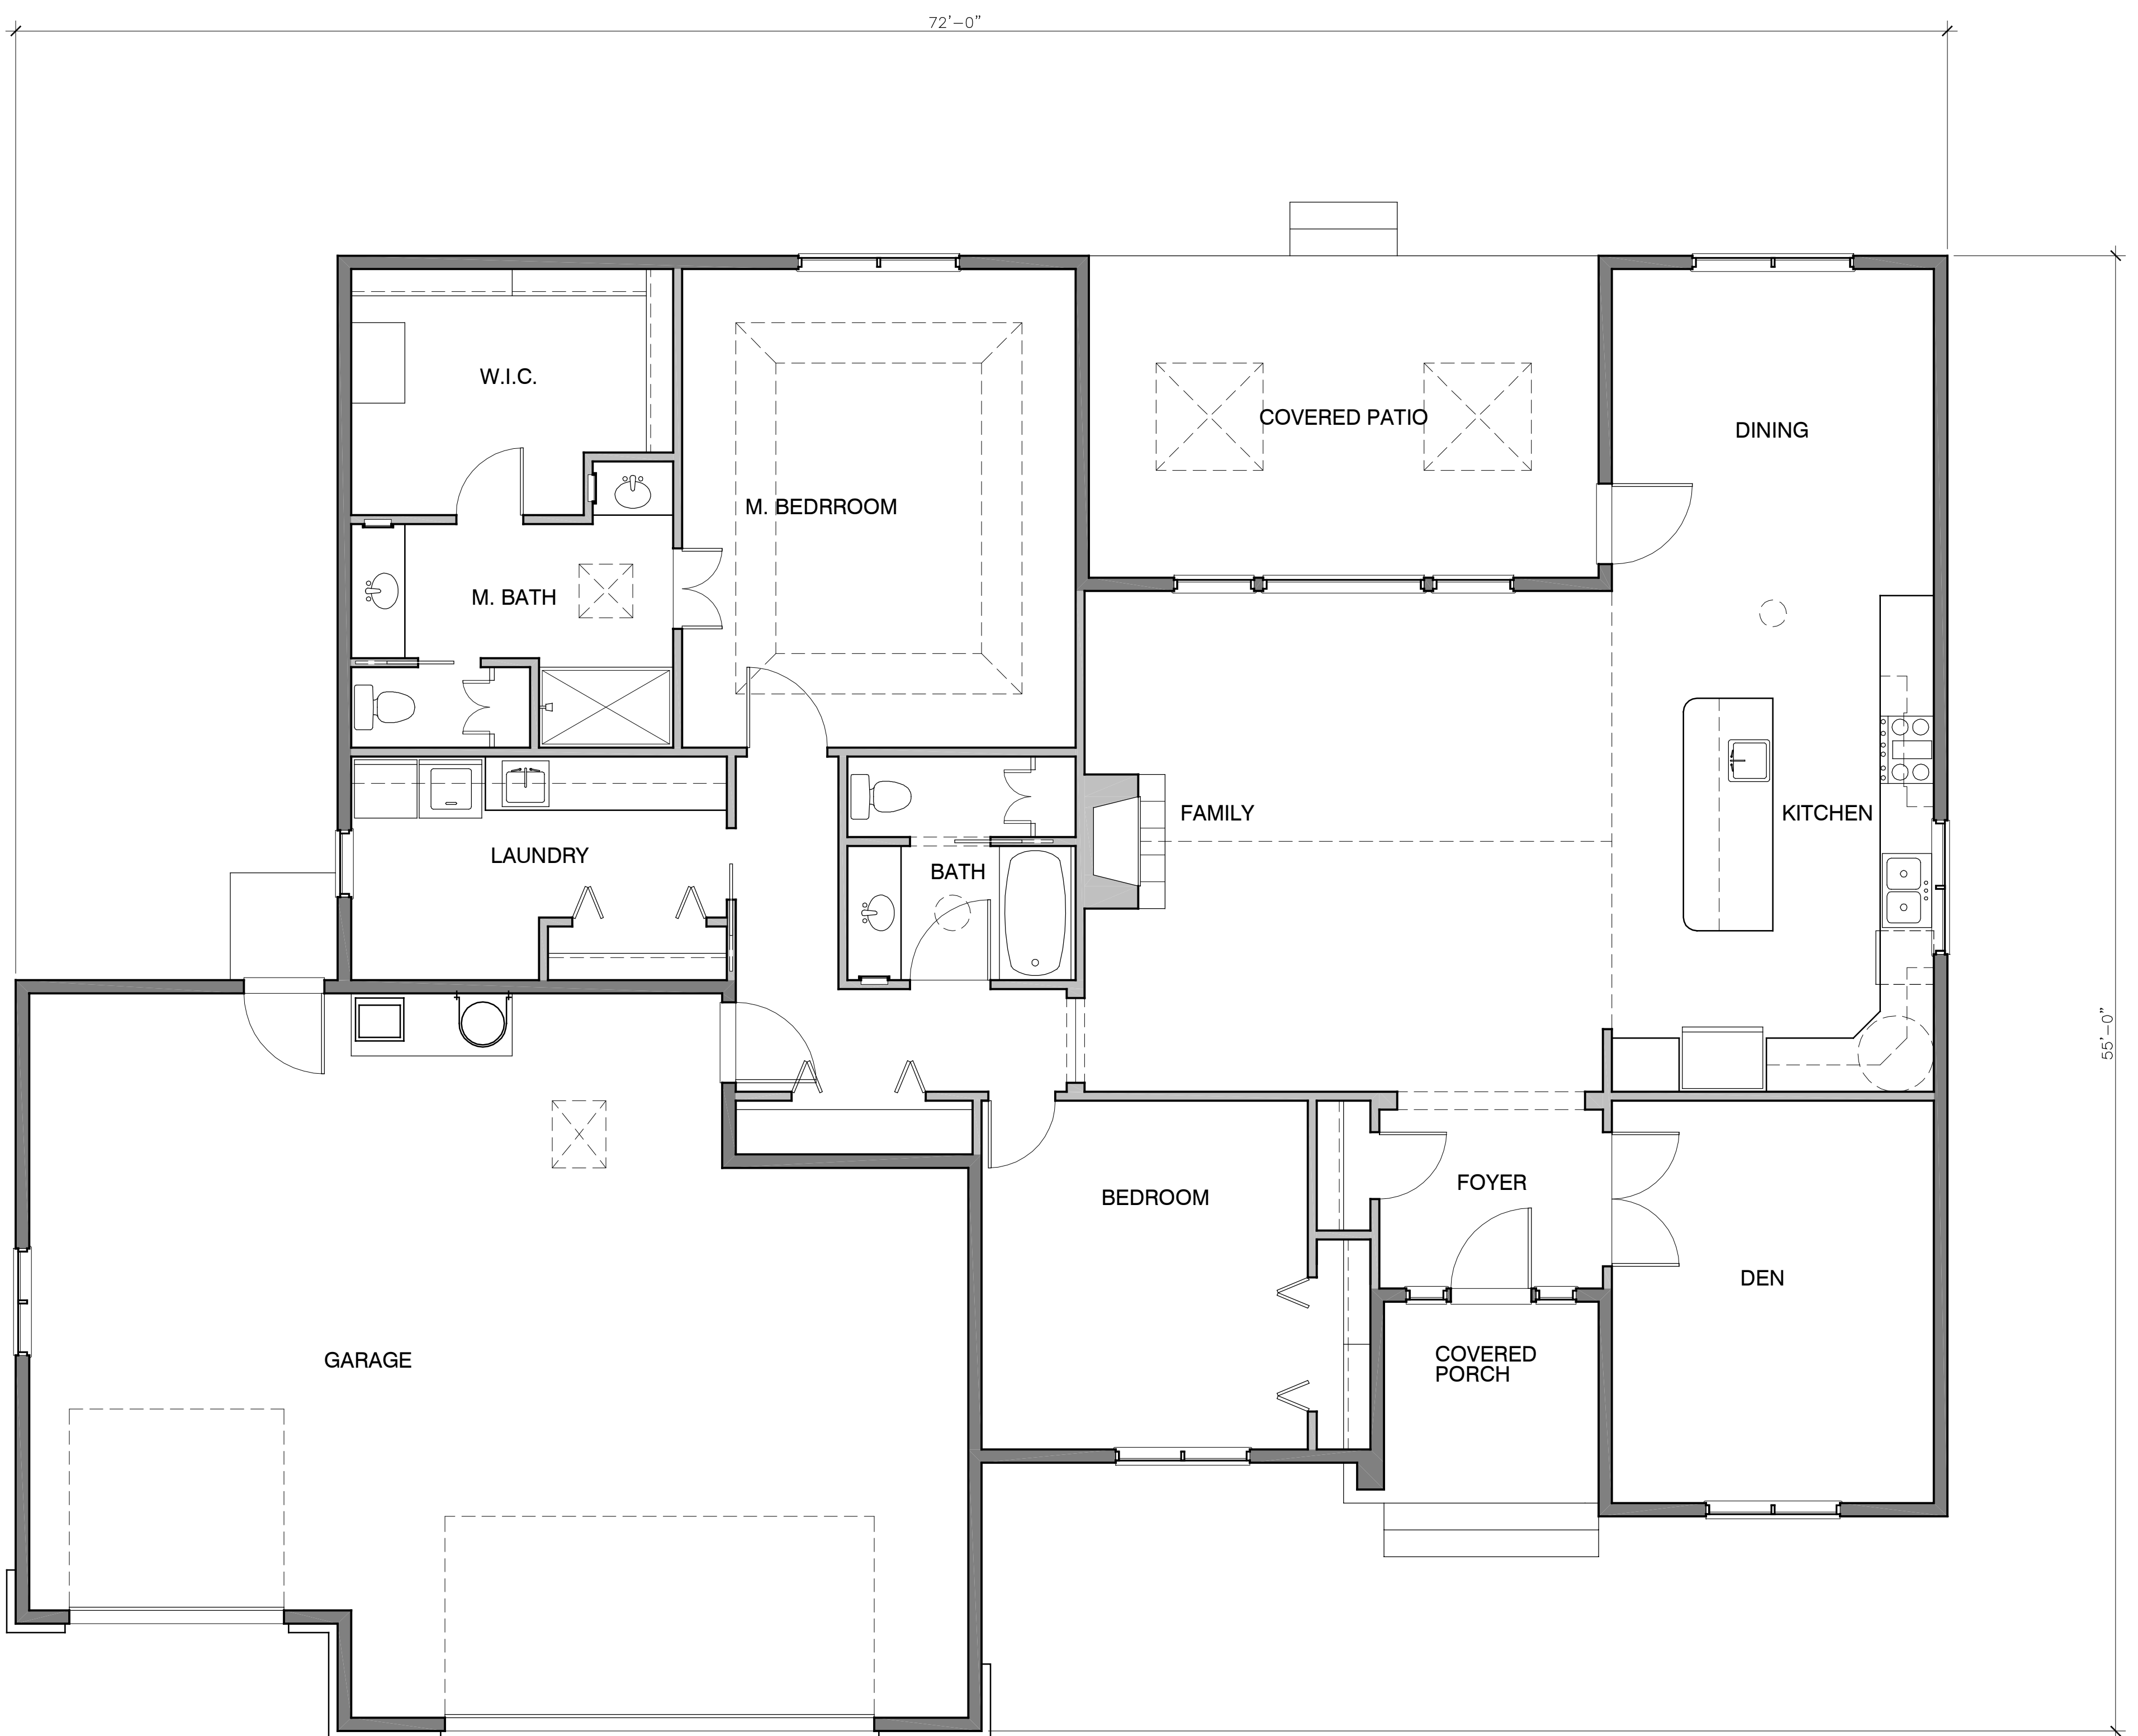 72'-0"
W.I.C.
COVERED PATIO
DINING
M. BEDRROOM
M. BATH
FAMILY
KITCHEN
LAUNDRY
BATH
55'-0"
FOYER
BEDROOM
DEN
GARAGE
COVERED
PORCH